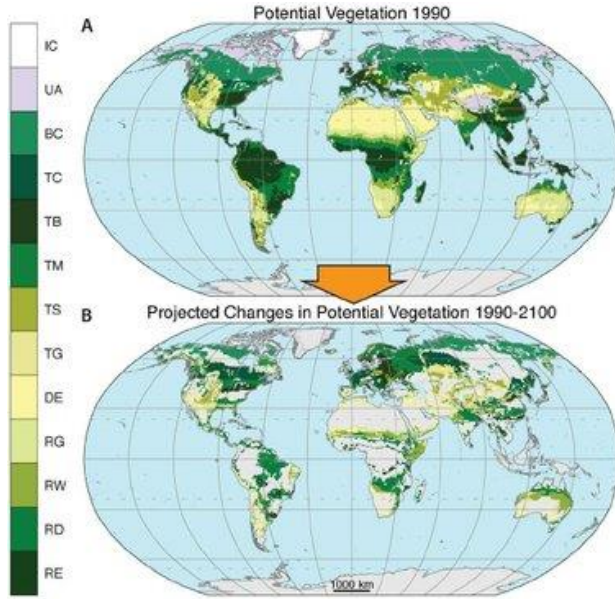 A
Potential Vegetation 1990
IC
UA
BC
TC
TB
TM
TS
TG
DE
RG
RW
RD
RE
B
Projected Changes in Potential Vegetation 1990-2100
1000 km